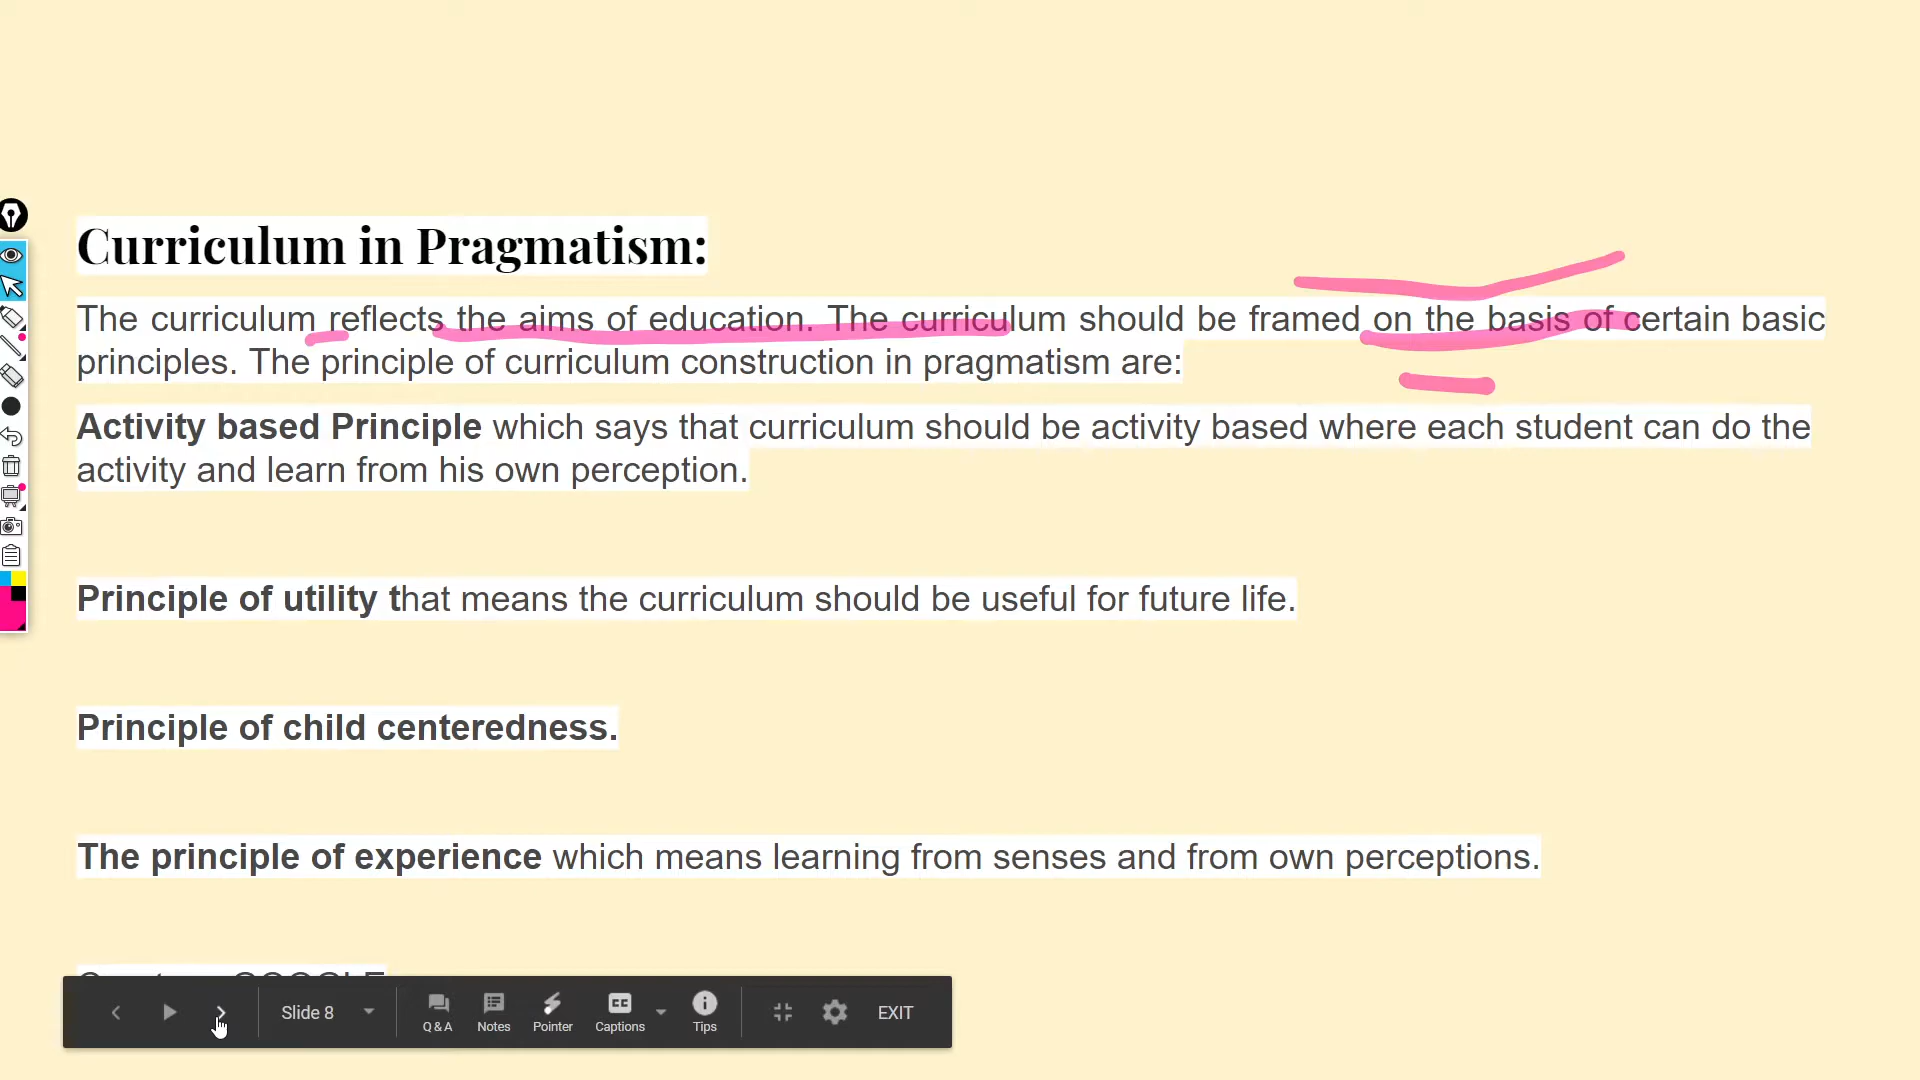 Curriculum in Pragmatism:
The curriculum reflects the aims of education. The curriculum should be framed on the basis of certain basic
principles. The principle of curriculum construction in pragmatism are:
Activity based Principle which says that curriculum should be activity based where each student can do the
activity and learn from his own perception.
Principle of utility that means the curriculum should be useful for future life.
Principle of child centeredness.
The principle of experience which means learning from senses and from own perceptions.
GOOGLE
Slide 8
Q & A
Notes
Pointer
CC
Captions
Tips
EXIT